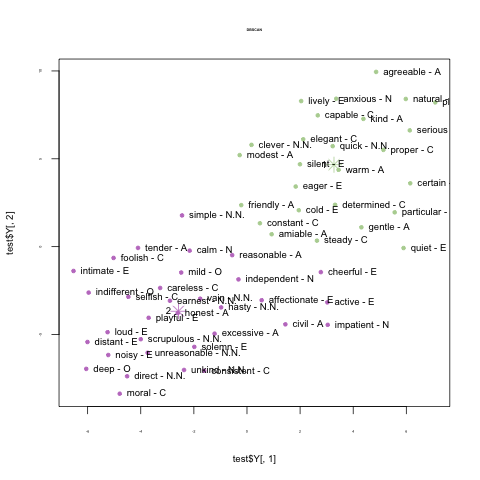 DBSCAN
agreeable - A
lively - E
anxious - N
natural -
capable - C
kind - A
serious
elegant - C
clever - N.N.
quick - N.N.
modest - A
proper - C
silent - E
warm - A
certain
eager - E
friendly - A
cold - E
determined - C
particular -
simple - N.N.
constant - C
gentle - A
amiable - A
steady - C
tender - A
calm - N
quiet - E
foolish - C
reasonable - A
intimate - E
mild - O
cheerful - E
independent - N
indifferent - O
careless - C
selfish - C
vain - N.N.
earnest - N.N.
affectionate - E
active - E
hasty - N.N.
2
honest - A
playful - E
civil - A
impatient - N
loud - E
excessive - A
distant - E
scrupulous - N.N.
solemn - E
noisy - E
unreasonable - N.N.
deep - O
direct - N.N.
unkind - N.N.
consistent - C
moral - C
test$Y[, 1]
test$Y[, 2]